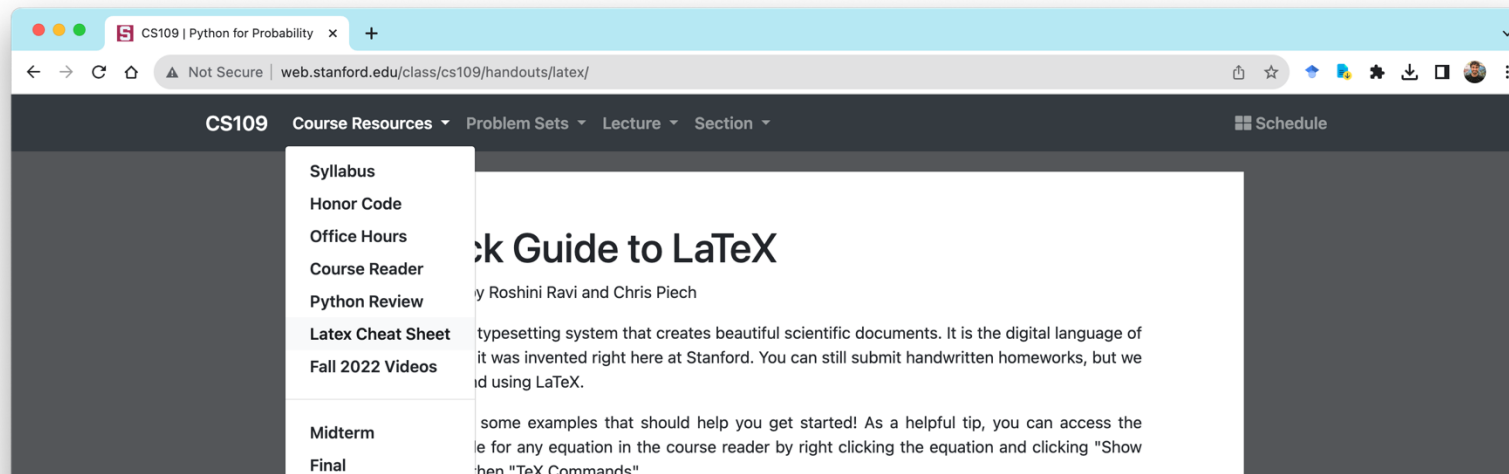 CS109 | Python for Probability
Not Secure | web.stanford.edu/class/cs109/handouts/latex/
CS109 Course Resources Problem Sets Lecture Section Schedule
Syllabus
Honor Code
Office Hours
Course Reader
Python Review
Latex Cheat Sheet
Fall 2022 Videos
Midterm
Final
ck Guide to LaTeX
y Roshini Ravi and Chris Piech
typesetting system that creates beautiful scientific documents. It is the digital language of
it was invented right here at Stanford. You can still submit handwritten homeworks, but we
nd using LaTeX.
some examples that should help you get started! As a helpful tip, you can access the
le for any equation in the course reader by right clicking the equation and clicking "Show
then "TeX Commands"